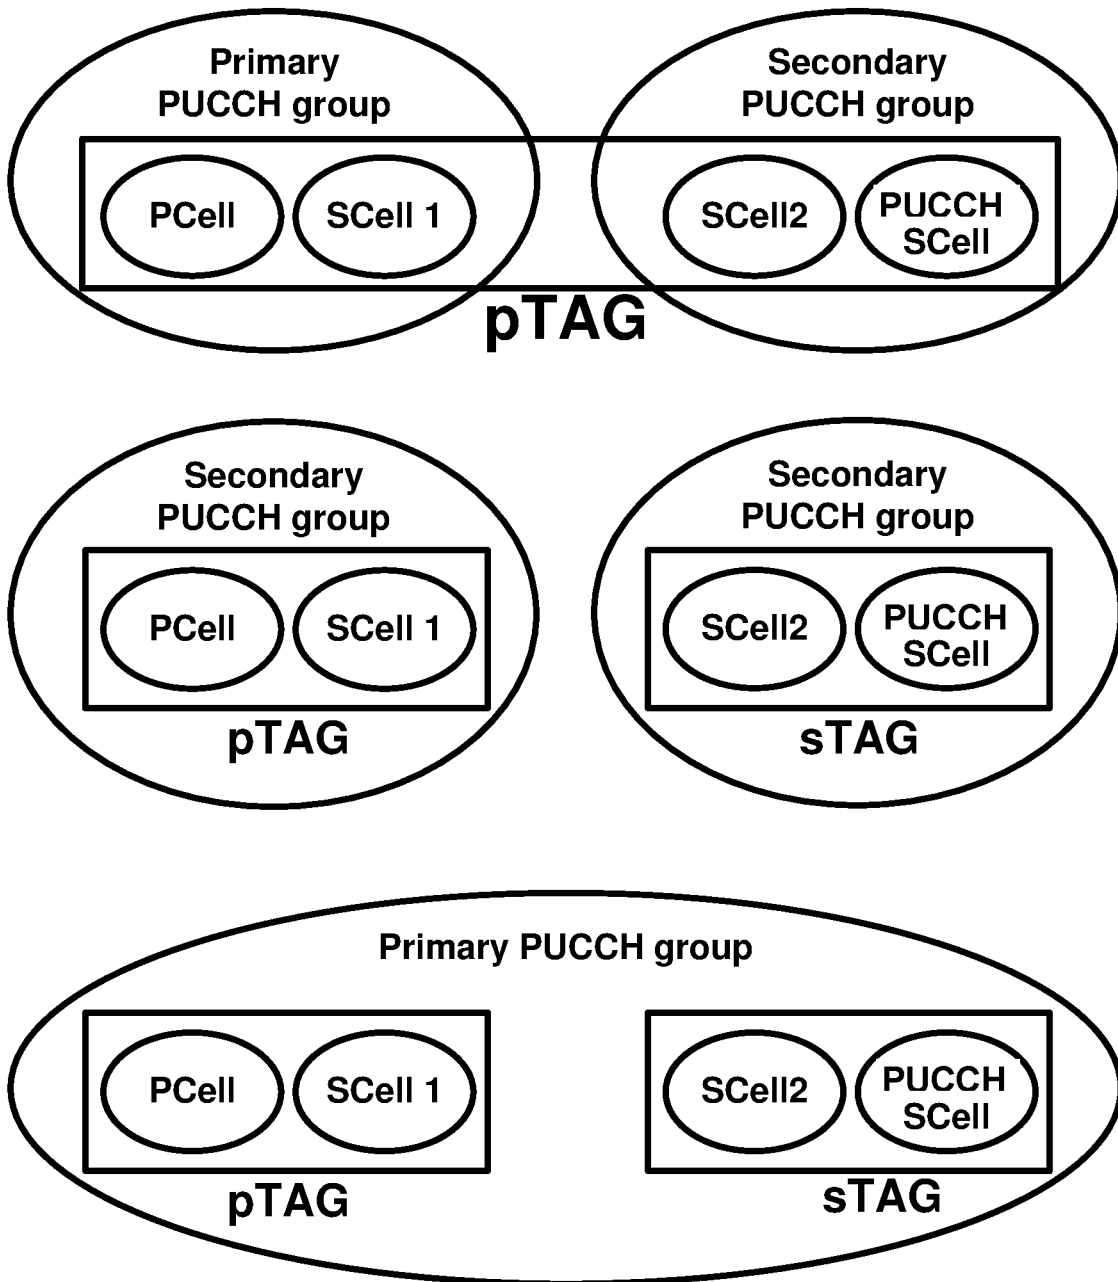 Primary
PUCCH group
Secondary
PUCCH group
PCell
SCell 1
SCell2
PUCCH
SCell
pTAG
Secondary
PUCCH group
Secondary
PUCCH group
PCell
SCell 1
SCell2
PUCCH
SCell
pTAG
sTAG
Primary PUCCH group
PCell
SCell 1
SCell2
PUCCH
SCell
pTAG
sTAG